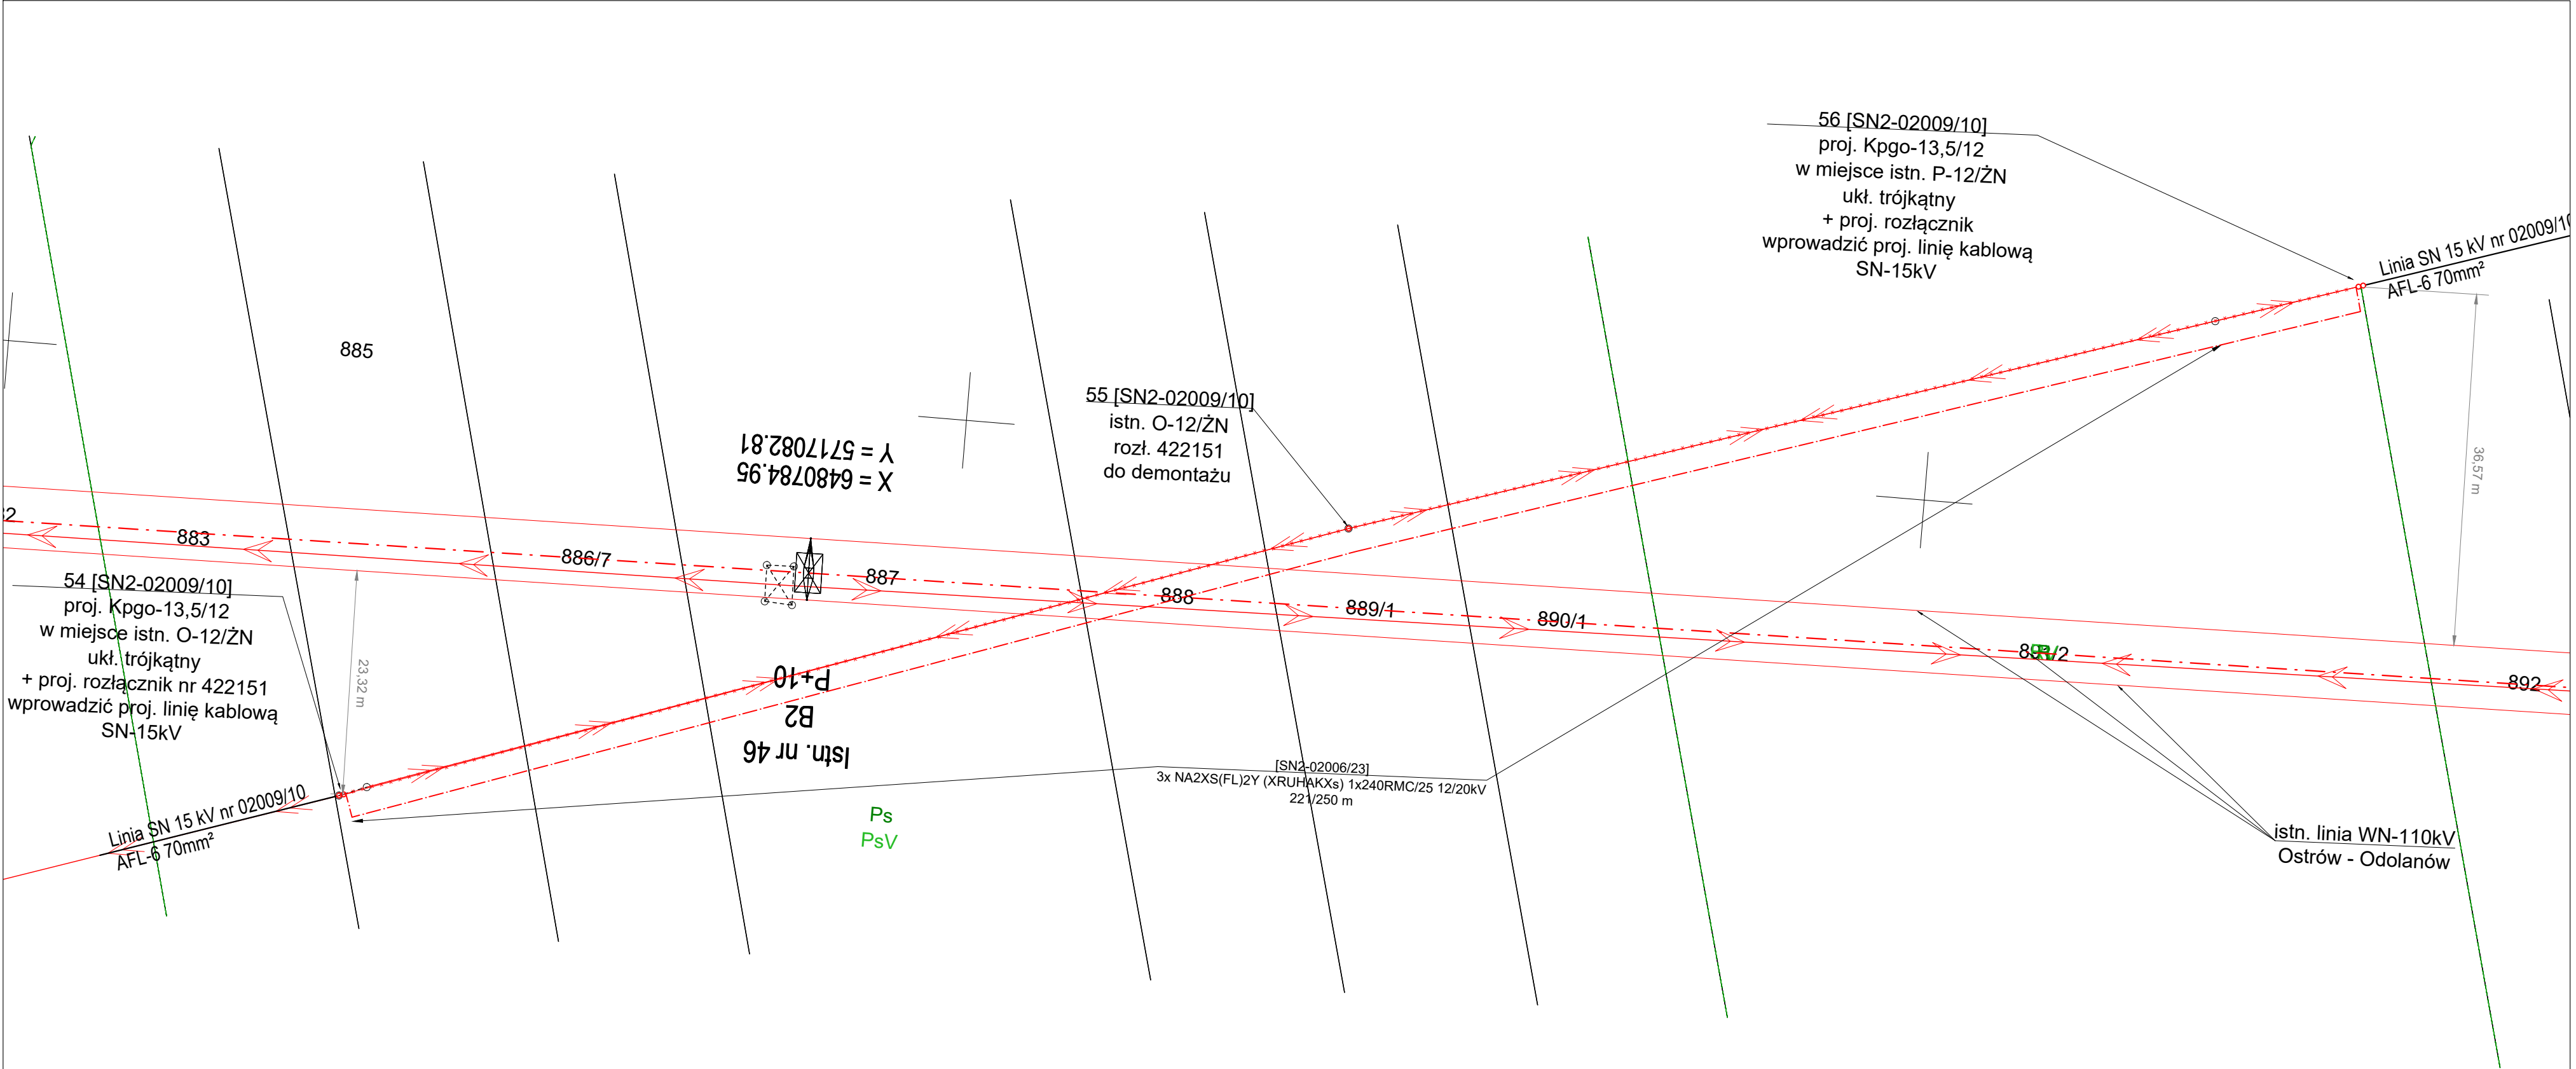 56 [SN2-02009/10]
proj. Kpgo-13,5/12
w miejsce istn. P-12/ŻN
ukł. trójkątny
+ proj. rozłącznik
wprowadzić proj. linię kablową
SN-15kV
Linia SN 15 kV nr 02009/10
AFL-6 70mm²
36,57 m
885
55 [SN2-02009/10]
istn. O-12/ŻN
rozł. 422151
do demontażu
X = 6480784.95
Y = 5717082.81
883
886/7
887
888
889/1
890/1
892
54 [SN2-02009/10]
proj. Kpgo-13,5/12
w miejsce istn. O-12/ŻN
ukł. trójkątny
+ proj. rozłącznik nr 422151
wprowadzić proj. linię kablową
SN-15kV
23,32 m
Istn. nr 46
B2
P+10
[SN2-02006/23]
3x NA2XS(FL)2Y (XRUHAKXs) 1x240RMC/25 12/20kV
221/250 m
Linia SN 15 kV nr 02009/10
AFL-6 70mm²
Ps
PsV
istn. linia WN-110kV
Ostrów - Odolanów